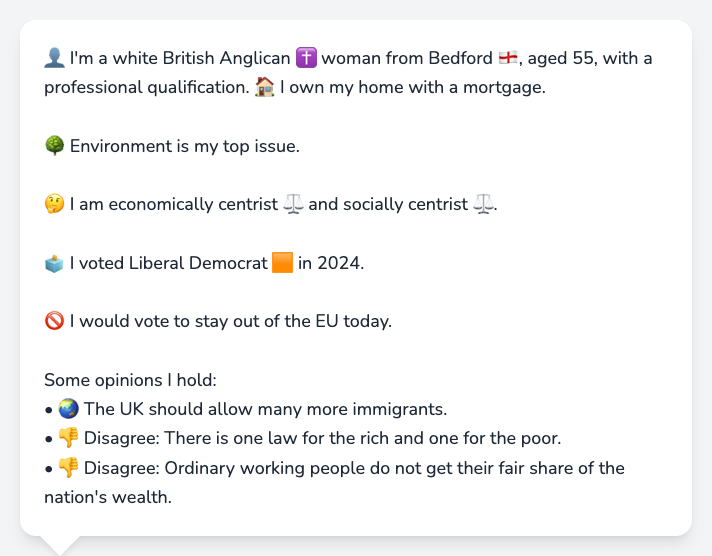 👤 I'm a white British Anglican ✝️ woman from Bedford 🏴󠁧󠁢󠁥󠁮󠁧󠁿, aged 55, with a
professional qualification. 🏠 I own my home with a mortgage.
🌳 Environment is my top issue.
🤔 I am economically centrist ⚖️ and socially centrist ⚖️.
🗳️ I voted Liberal Democrat 🟧 in 2024.
🚫 I would vote to stay out of the EU today.
Some opinions I hold:
• 🌏 The UK should allow many more immigrants.
• 👎 Disagree: There is one law for the rich and one for the poor.
• 👎 Disagree: Ordinary working people do not get their fair share of the
nation's wealth.